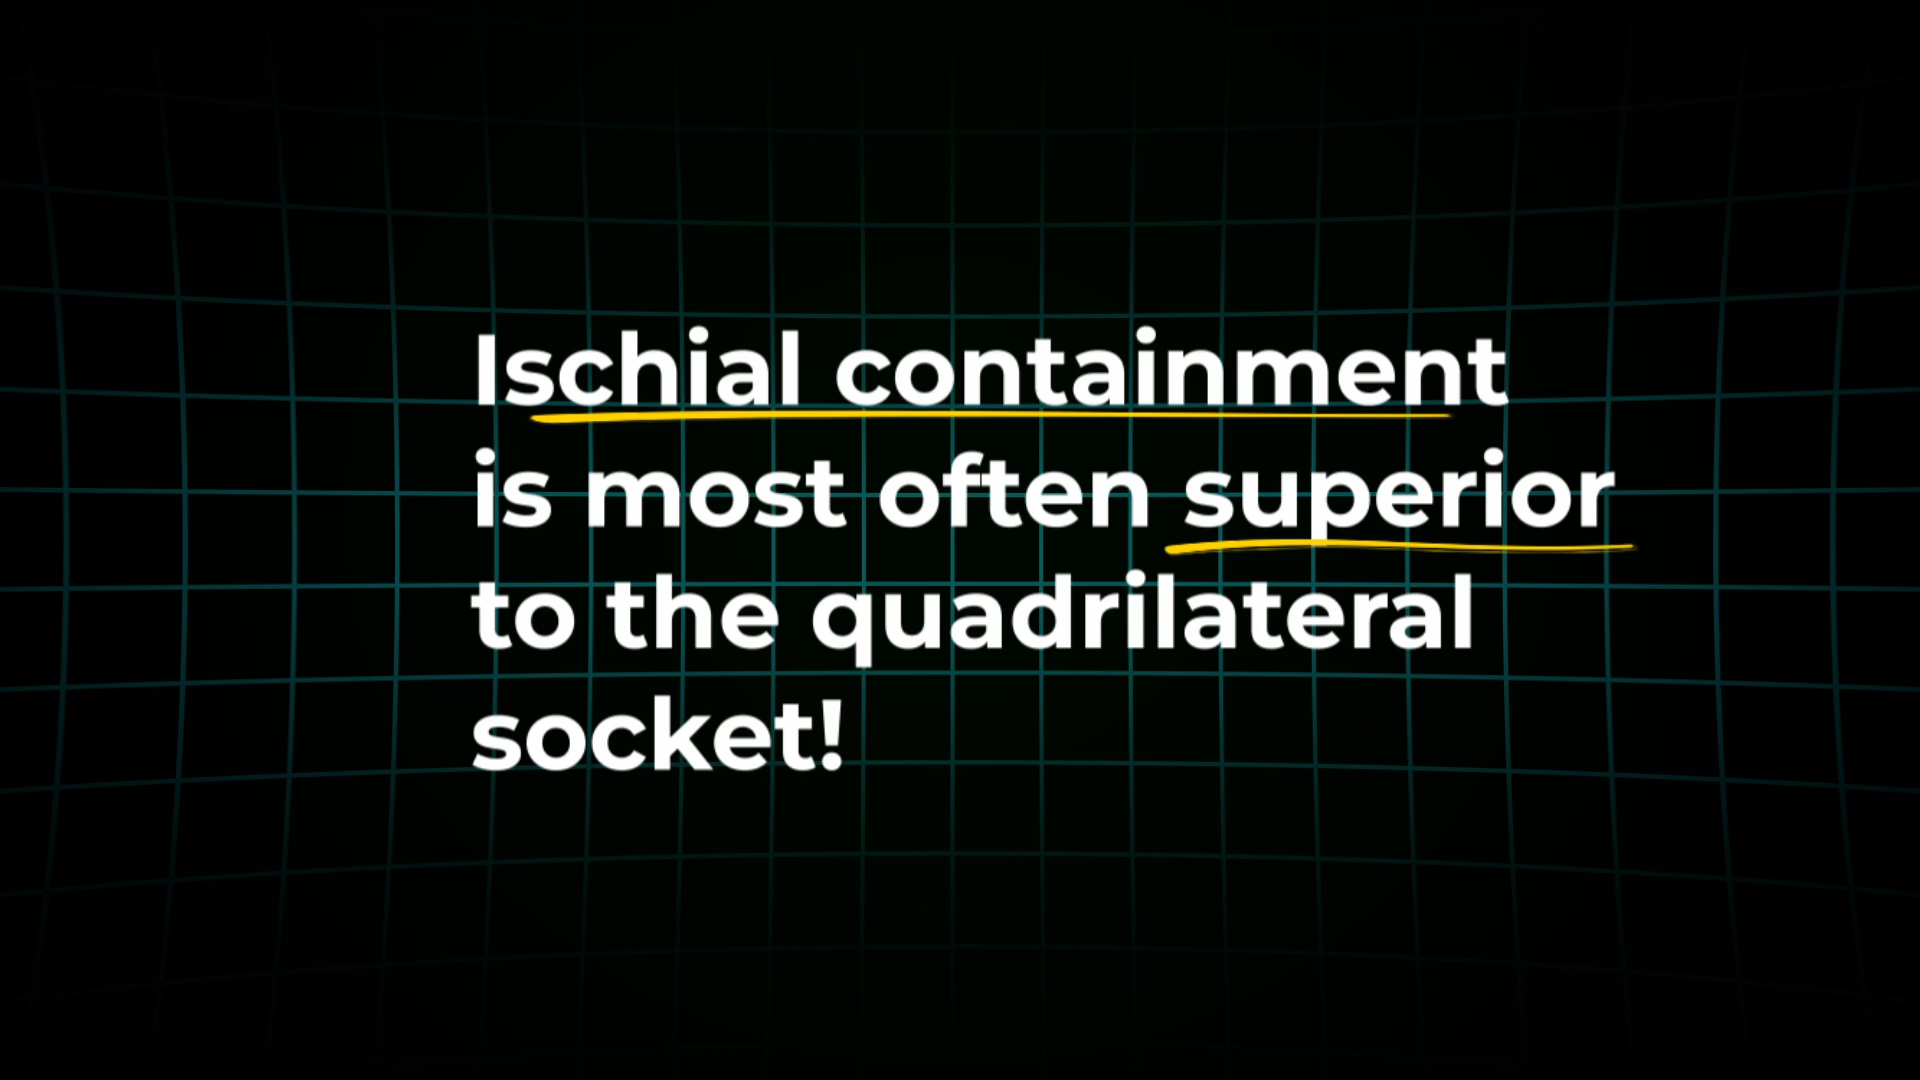 Ischial containment
is most often superior
to the quadrilateral
socket!